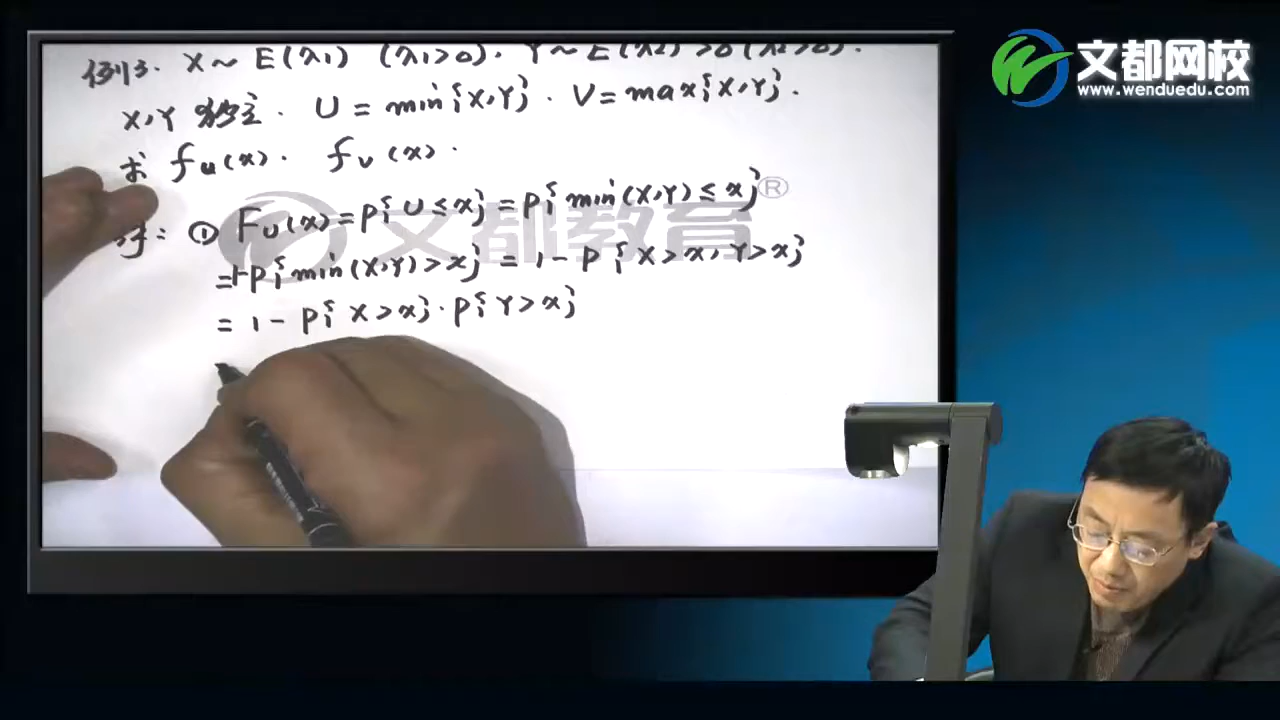 例13. X～E(λ1) (λ1>0). Y～E(λ2) >0 (λ2>0).
X,Y 独立. U = min{X,Y}. V = max{X,Y}.
求 fu(x). fv(x).
解: ① Fu(x)=P{U≤x}=P{min(X,Y)≤x}
=1-P{min(X,Y)>x} = 1-P{X>x, Y>x}
= 1-P{X>x}·P{Y>x}
文都教育®
文都网校
www.wenduedu.com